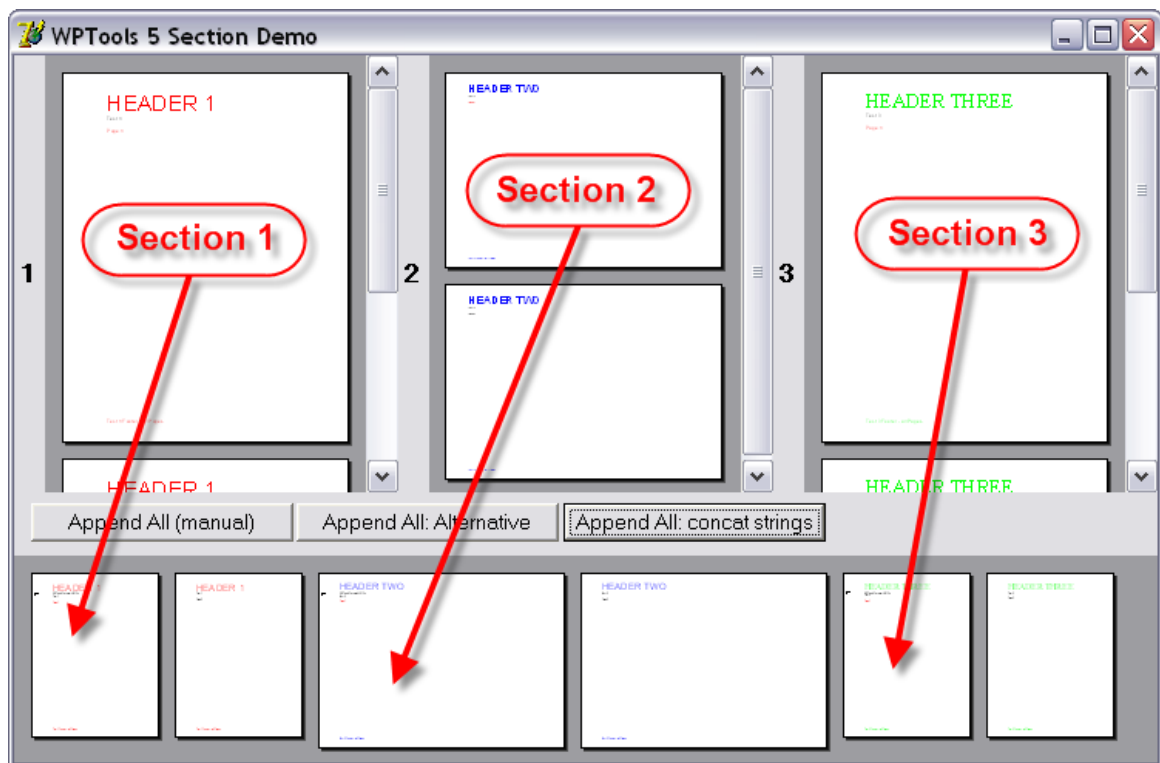 WPTools 5 Section Demo
1
HEADER 1
Section 1
HEADER 1
2
HEADER TWO
Section 2
HEADER TWO
3
HEADER THREE
Section 3
HEADER THREE
Append All (manual)
Append All: Alternative
Append All: concat strings
HEADER 1
HEADER 1
HEADER TWO
HEADER TWO
HEADER THREE
HEADER THREE